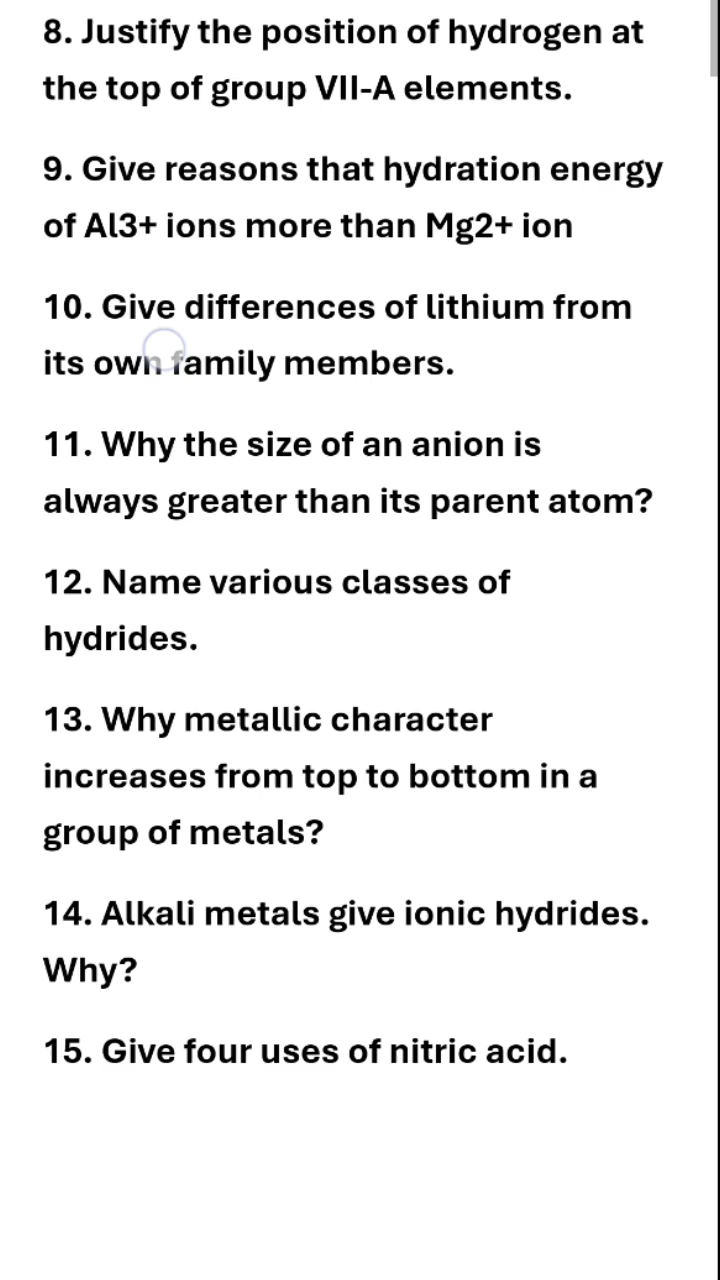 8. Justify the position of hydrogen at
the top of group VII-A elements.
9. Give reasons that hydration energy
of Al3+ ions more than Mg2+ ion
10. Give differences of lithium from
its own family members.
11. Why the size of an anion is
always greater than its parent atom?
12. Name various classes of
hydrides.
13. Why metallic character
increases from top to bottom in a
group of metals?
14. Alkali metals give ionic hydrides.
Why?
15. Give four uses of nitric acid.